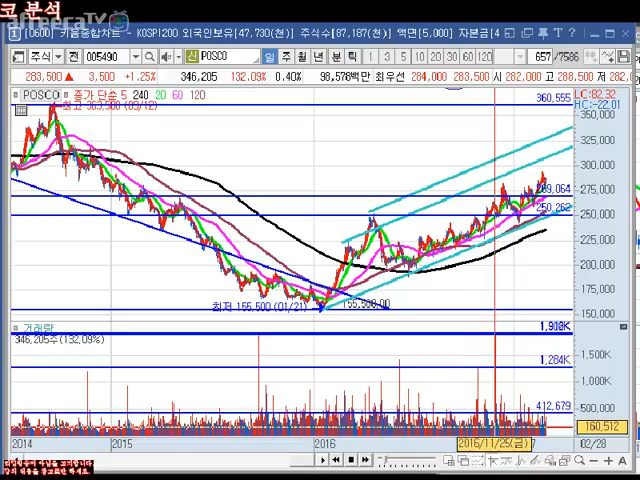 코 분석
afreecaTV
[0600] 키움종합차트 - KOSPI200 외국인보유[47,730(천)] 주식수[87,187(천)] 액면[5,000] 자본금[4
주식 전 005490 신 POSCO 일 주 월 년 분 틱 1 3 5 10 20 30 60 120 657 /7586
283,500 ▲ 3,500 +1.25% 346,205 132.09% 0.40% 98,578백만 최우선 284,000 283,500 시 282,000 고 288,500 저 282,0
POSCO 종가 단순 5 240 20 60 120
최고 363,500 (09/12)
360,555
LC:82.32
HC:-22.01
350,000
325,000
300,000
275,000
269,064
250,262
250,000
225,000
200,000
175,000
최저 155,500 (01/21)
155,500.00
150,000
거래량
346,205주(132.09%)
1,500K
1,284K
1,000K
500,000
412,679
160,512
2014 2015 2016 2016/11/25(금) 02/28